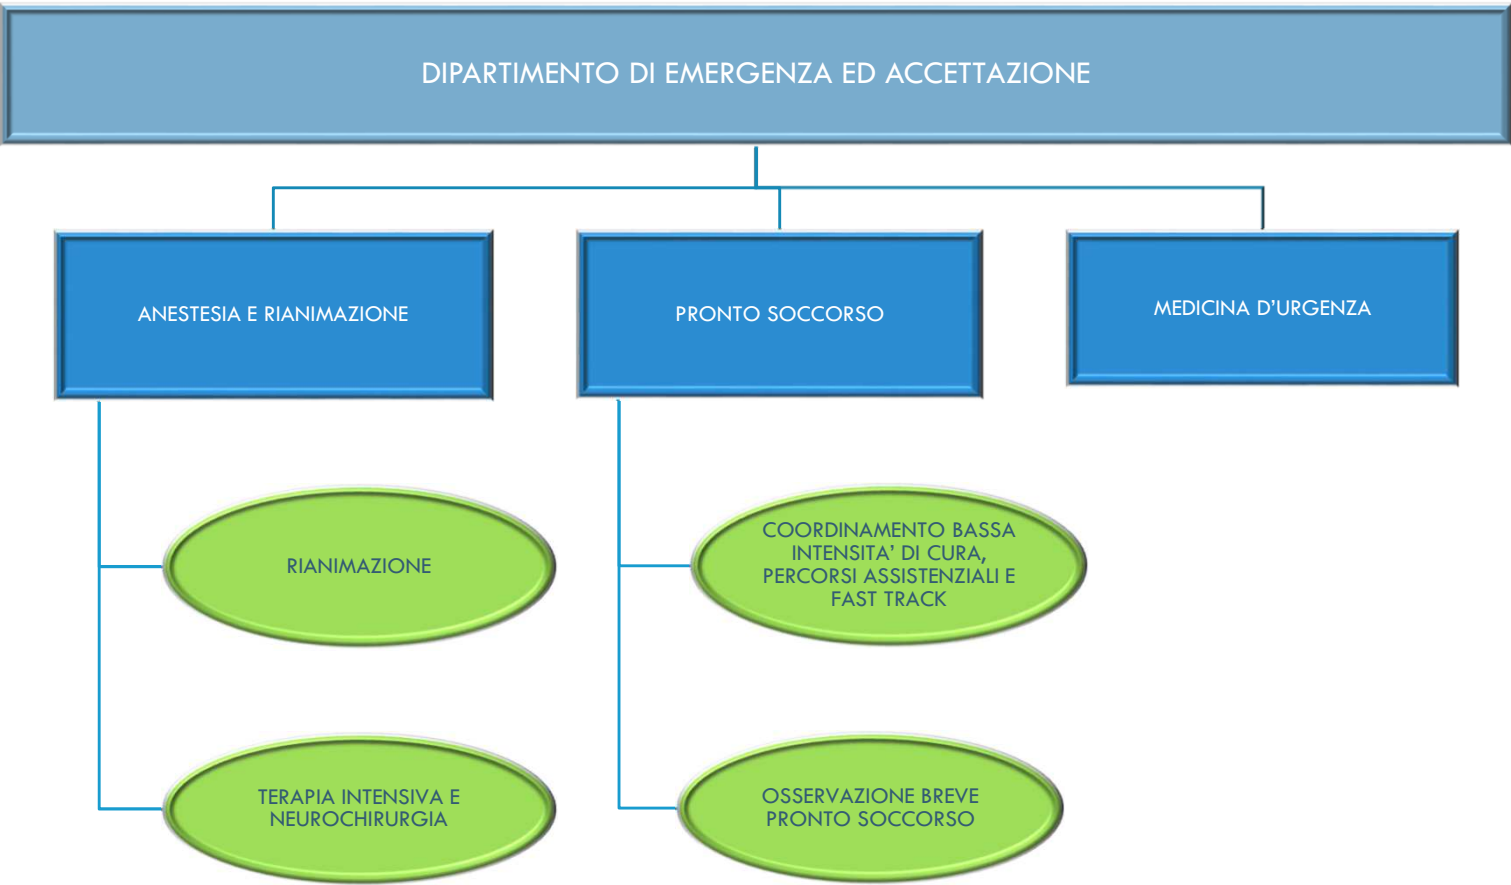 DIPARTIMENTO DI EMERGENZA ED ACCETTAZIONE
ANESTESIA E RIANIMAZIONE
PRONTO SOCCORSO
MEDICINA D’URGENZA
RIANIMAZIONE
COORDINAMENTO BASSA
INTENSITA’ DI CURA,
PERCORSI ASSISTENZIALI E
FAST TRACK
TERAPIA INTENSIVA E
NEUROCHIRURGIA
OSSERVAZIONE BREVE
PRONTO SOCCORSO